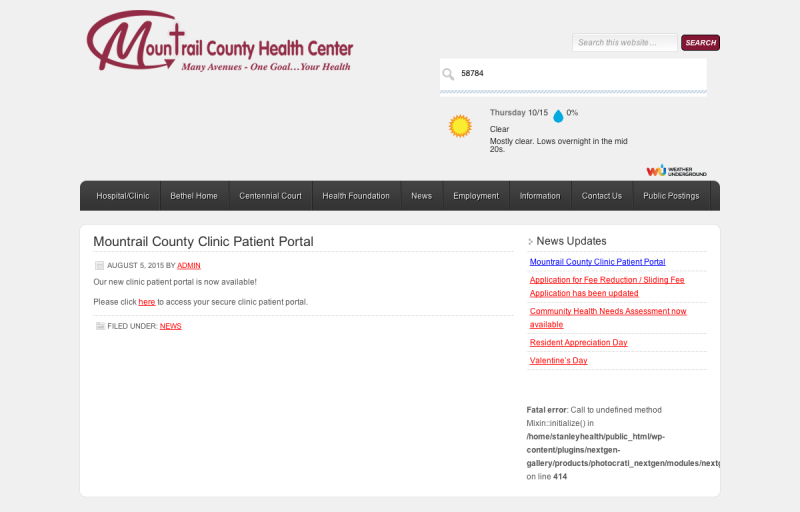 Mountrail County Health Center
Many Avenues - One Goal...Your Health
Search this website ...
SEARCH
58784
Thursday 10/15 0%
Clear
Mostly clear. Lows overnight in the mid
20s.
WEATHER
UNDERGROUND
Hospital/Clinic Bethel Home Centennial Court Health Foundation News Employment Information Contact Us Public Postings
Mountrail County Clinic Patient Portal
AUGUST 5, 2015 BY ADMIN
Our new clinic patient portal is now available!
Please click here to access your secure clinic patient portal.
FILED UNDER: NEWS
News Updates
Mountrail County Clinic Patient Portal
Application for Fee Reduction / Sliding Fee
Application has been updated
Community Health Needs Assessment now
available
Resident Appreciation Day
Valentine`s Day
Fatal error: Call to undefined method
Mixin::initialize() in
/home/stanleyhealth/public_html/wp-
content/plugins/nextgen-
gallery/products/photocrati_nextgen/modules/nextg
on line 414